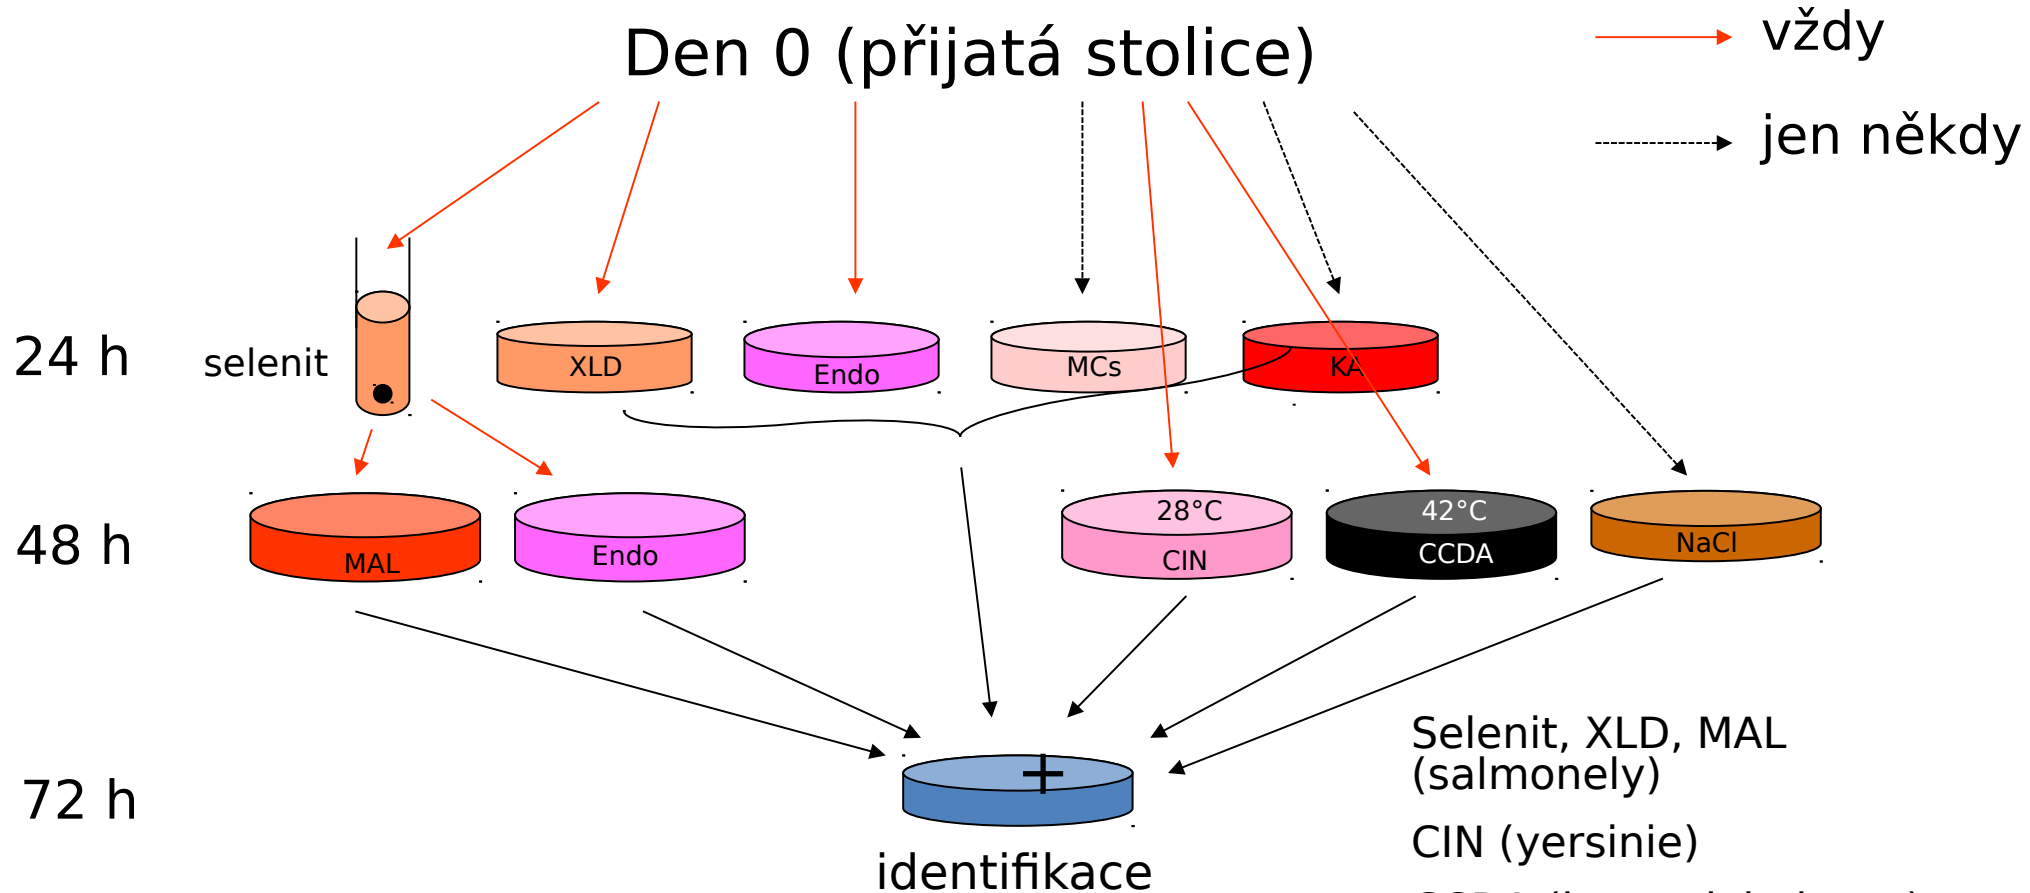 Den 0 (přijatá stolice)
vždy
jen někdy
24 h
selenit
XLD
Endo
MCs
KA
48 h
MAL
Endo
28°C
CIN
42°C
CCDA
NaCl
72 h
+
identifikace
Selenit, XLD, MAL
(salmonely)
CIN (yersinie)